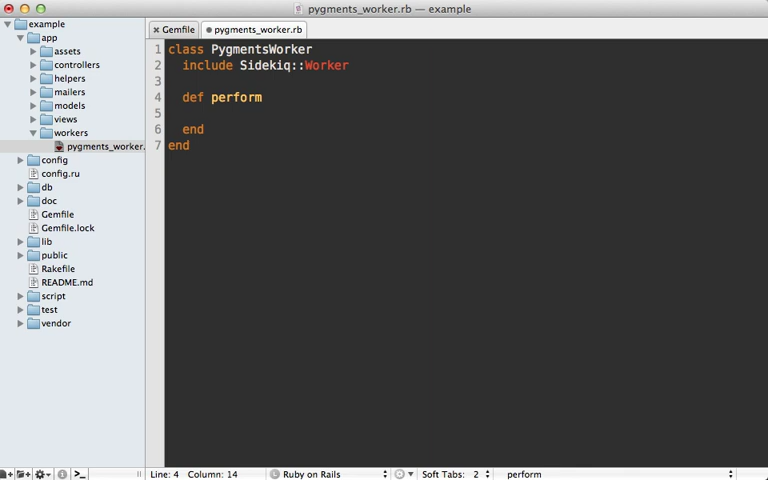 pygments_worker.rb — example
example
app
assets
controllers
helpers
mailers
models
views
workers
pygments_worker.
config
config.ru
db
doc
Gemfile
Gemfile.lock
lib
public
Rakefile
README.md
script
test
vendor
Gemfile
pygments_worker.rb
1 class PygmentsWorker
2 include Sidekiq::Worker
3
4 def perform
5
6 end
7 end
Line: 4 Column: 14
Ruby on Rails
Soft Tabs: 2
perform